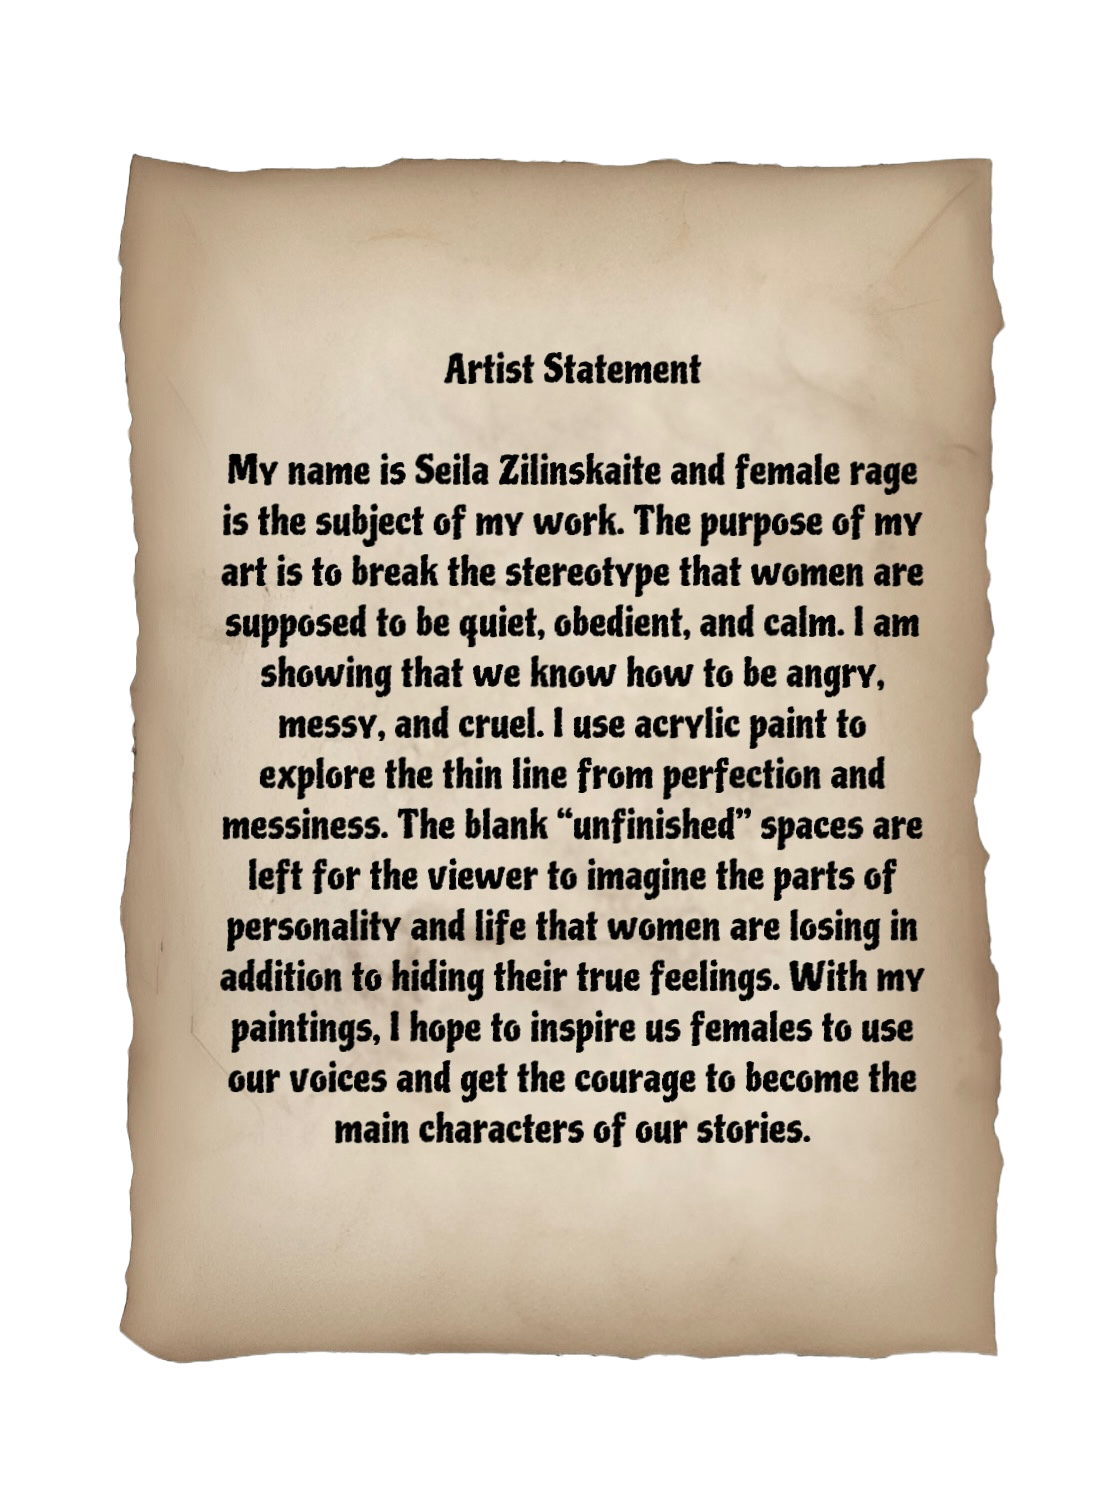 Artist Statement
My name is Seila Zilinskaite and female rage
is the subject of my work. The purpose of my
art is to break the stereotype that women are
supposed to be quiet, obedient, and calm. I am
showing that we know how to be angry,
messy, and cruel. I use acrylic paint to
explore the thin line from perfection and
messiness. The blank “unfinished” spaces are
left for the viewer to imagine the parts of
personality and life that women are losing in
addition to hiding their true feelings. With my
paintings, I hope to inspire us females to use
our voices and get the courage to become the
main characters of our stories.